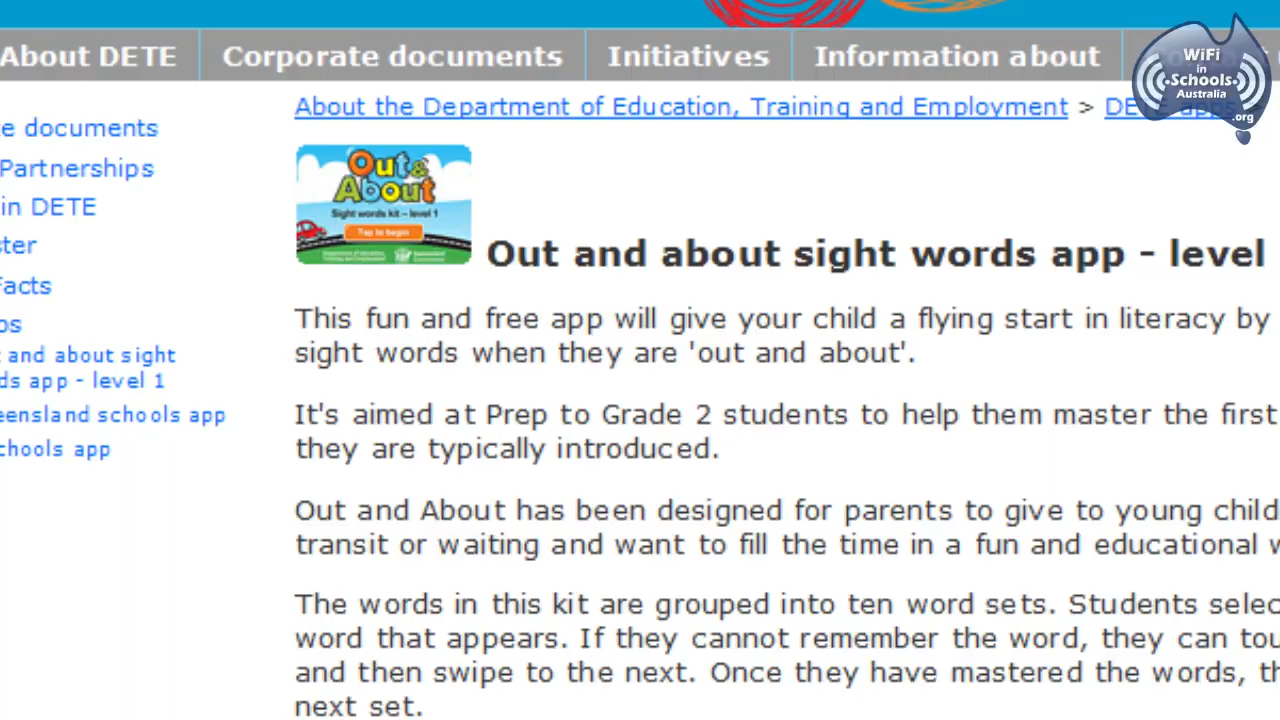 About DETE
Corporate documents
Initiatives
Information about
WiFi
in
Schools
Australia
.org
About the Department of Education, Training and Employment > DETE apps
documents
Partnerships
in DETE
and about sight
app - level 1
schools app
app
Out &
About
Sight words kit – level 1
Tap to begin
Out and about sight words app - level
This fun and free app will give your child a flying start in literacy by
sight words when they are 'out and about'.
It's aimed at Prep to Grade 2 students to help them master the first
they are typically introduced.
Out and About has been designed for parents to give to young child
transit or waiting and want to fill the time in a fun and educational
The words in this kit are grouped into ten word sets. Students selec
word that appears. If they cannot remember the word, they can tou
and then swipe to the next. Once they have mastered the words, th
next set.